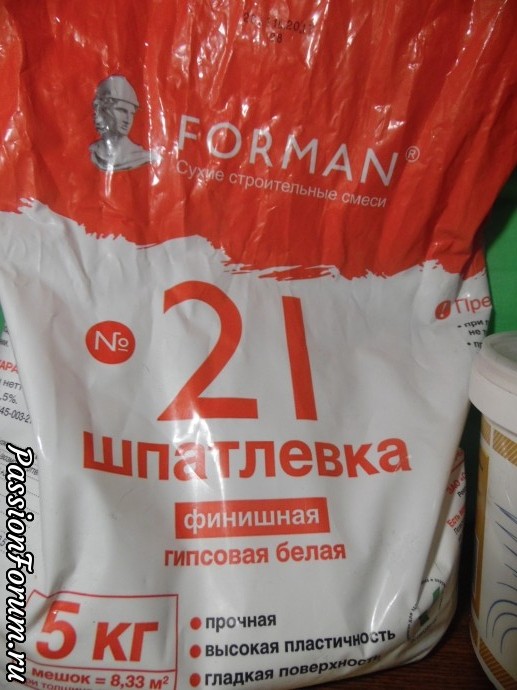 FORMAN®
Сухие строительные смеси
№ 21
шпатлевка
финишная
гипсовая белая
5 кг
мешок = 8,33 м²
прочная
высокая пластичность
гладкая поверхность
PassionForum.ru